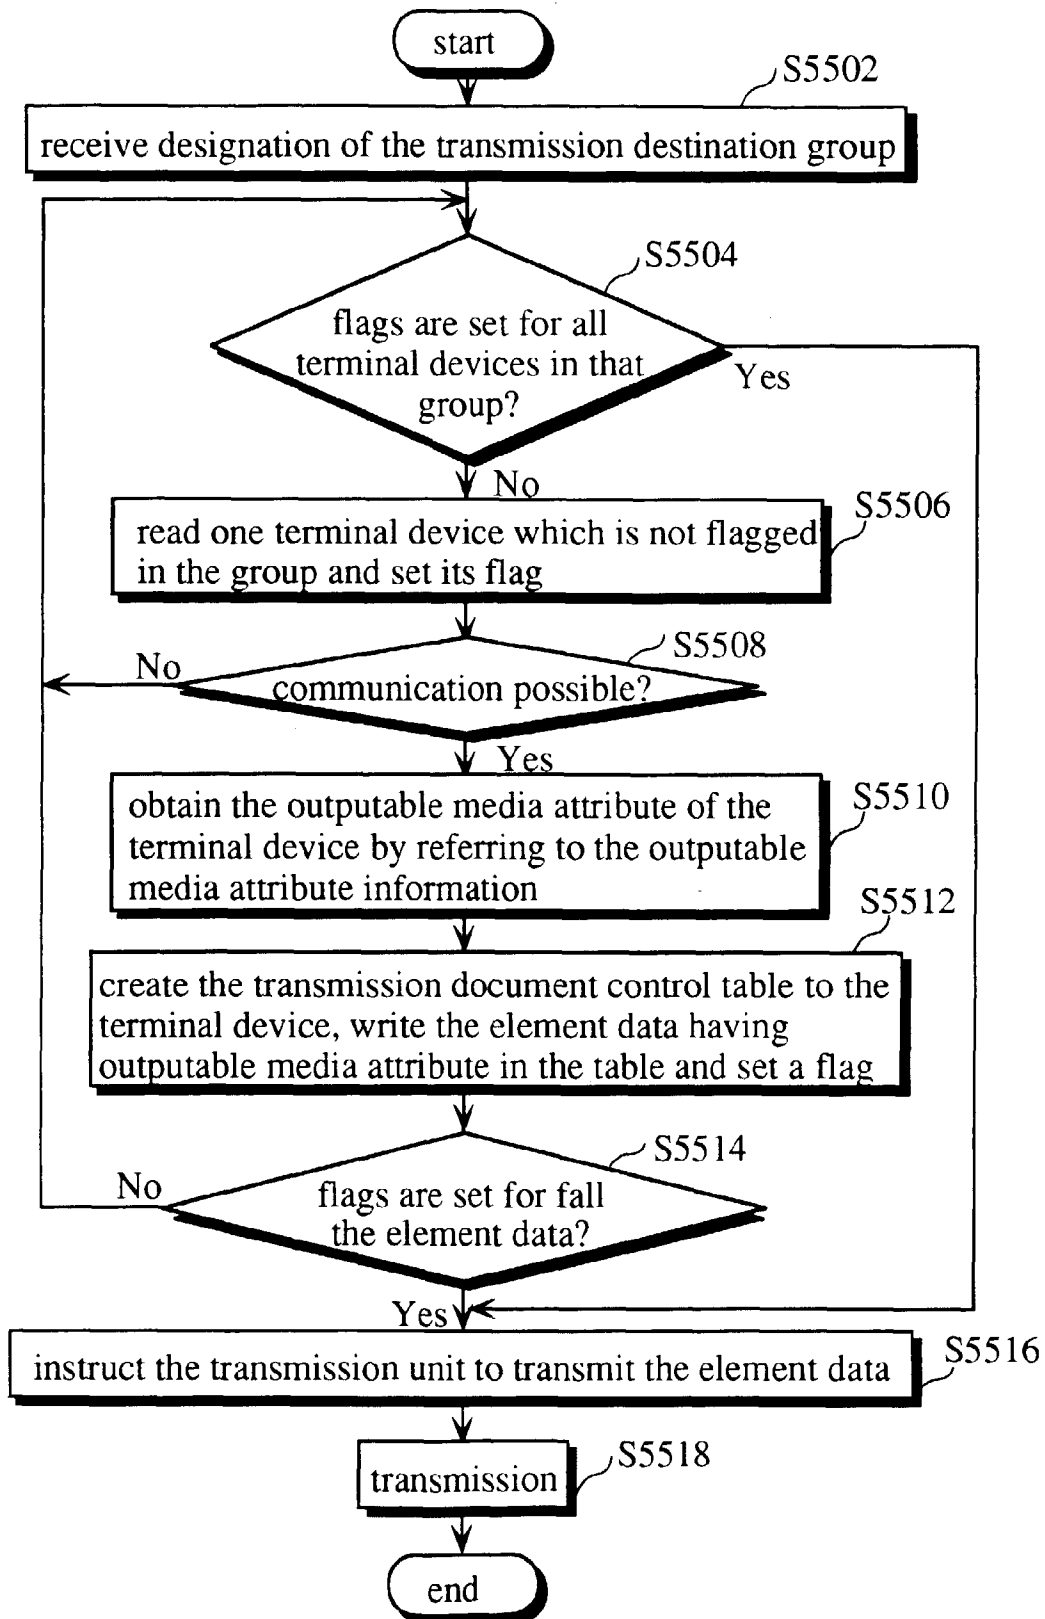 start
S5502
receive designation of the transmission destination group
S5504
flags are set for all
terminal devices in that
group?
Yes
No
S5506
read one terminal device which is not flagged
in the group and set its flag
S5508
No
communication possible?
Yes
S5510
obtain the outputable media attribute of the
terminal device by referring to the outputable
media attribute information
S5512
create the transmission document control table to the
terminal device, write the element data having
outputable media attribute in the table and set a flag
S5514
No
flags are set for fall
the element data?
Yes
S5516
instruct the transmission unit to transmit the element data
S5518
transmission
end